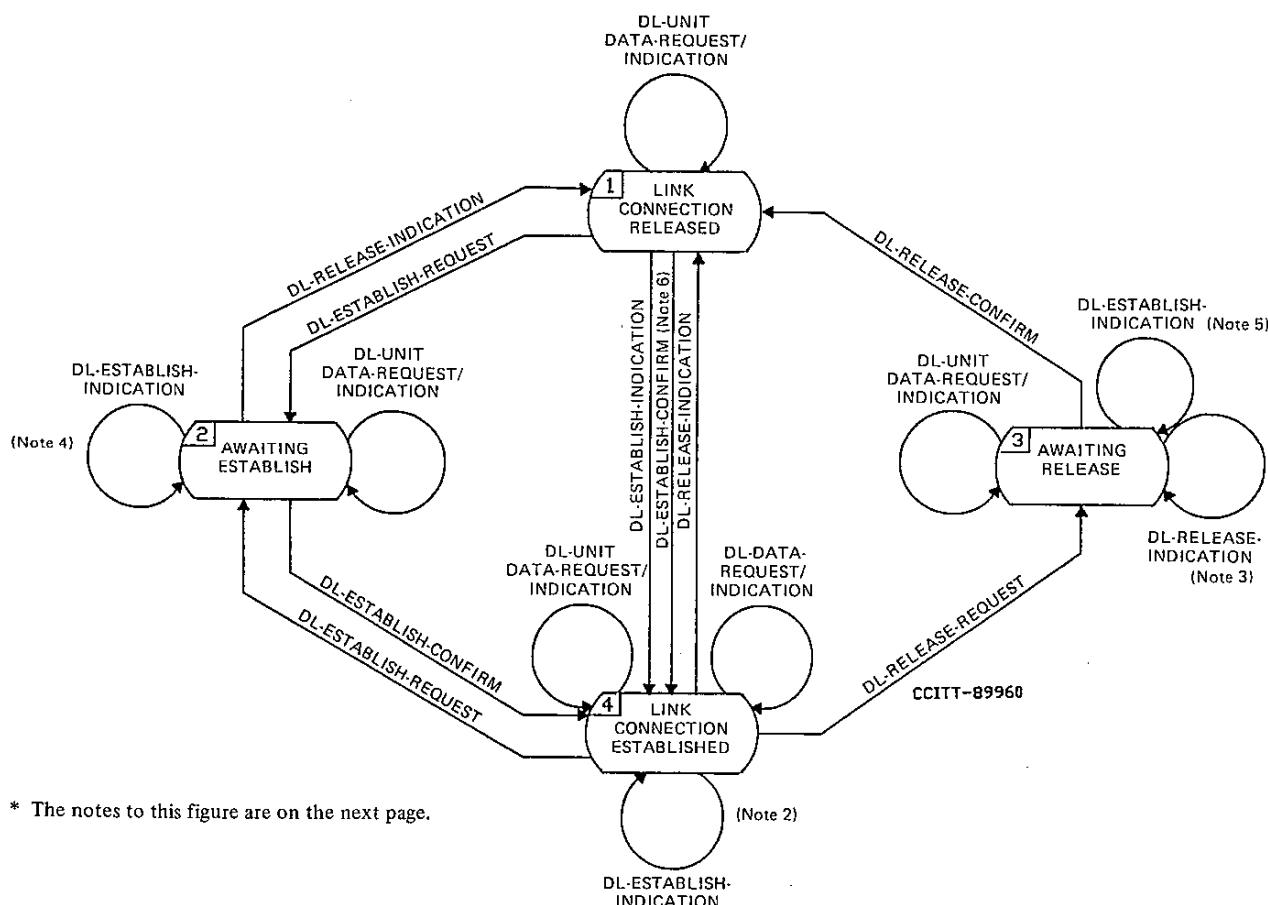 DL-UNIT
DATA-REQUEST/
INDICATION
1
LINK
CONNECTION
RELEASED
DL-RELEASE-INDICATION
DL-ESTABLISH-REQUEST
DL-RELEASE-CONFIRM
DL-ESTABLISH-INDICATION
DL-ESTABLISH-CONFIRM (Note 6)
DL-RELEASE-INDICATION
DL-ESTABLISH-
INDICATION
(Note 4)
DL-UNIT
DATA-REQUEST/
INDICATION
2
AWAITING
ESTABLISH
DL-ESTABLISH-
INDICATION (Note 5)
DL-UNIT
DATA-REQUEST/
INDICATION
3
AWAITING
RELEASE
DL-RELEASE-
INDICATION
(Note 3)
DL-ESTABLISH-CONFIRM
DL-ESTABLISH-REQUEST
DL-UNIT
DATA-REQUEST/
INDICATION
DL-DATA-
REQUEST/
INDICATION
DL-RELEASE-REQUEST
CCITT-89960
4
LINK
CONNECTION
ESTABLISHED
* The notes to this figure are on the next page.
(Note 2)
DL-ESTABLISH-
INDICATION